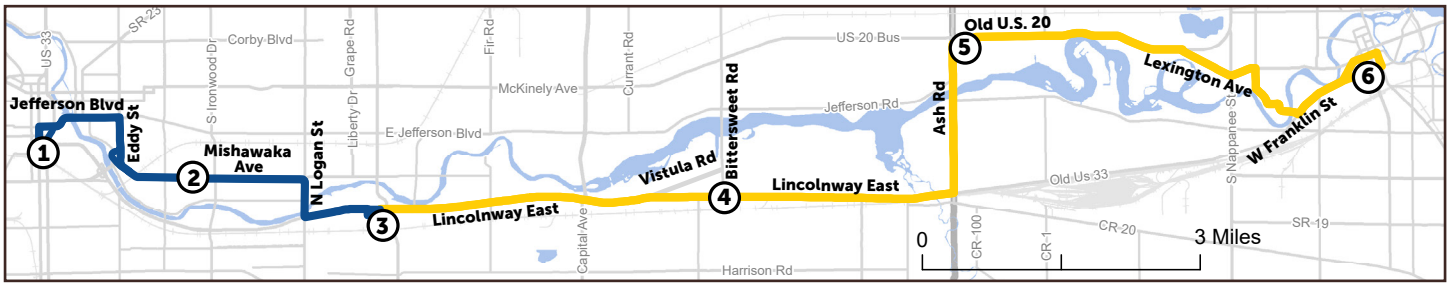 US 33
SR-23
Corby Blvd
S Ironwood Dr
Liberty Dr
Grape Rd
Fir Rd
McKinely Ave
Currant Rd
US 20 Bus
Old U.S. 20
5
Lexington Ave
6
Jefferson Blvd
Eddy St
1
Mishawaka
Ave
2
N Logan St
E Jefferson Blvd
3
Lincolnway East
Capital Ave
Vistula Rd
Bittersweet Rd
4
Jefferson Rd
Lincolnway East
Harrison Rd
Ash Rd
Old Us 33
S Nappanee St
W Franklin St
CR 100
CR 1
CR 20
SR 19
0
3 Miles